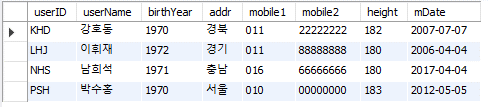 userID userName birthYear addr mobile1 mobile2 height mDate
KHD 강호동 1970 경북 011 22222222 182 2007-07-07
LHJ 이휘재 1972 경기 011 88888888 180 2006-04-04
NHS 남희석 1971 충남 016 66666666 180 2017-04-04
PSH 박수홍 1970 서울 010 00000000 183 2012-05-05